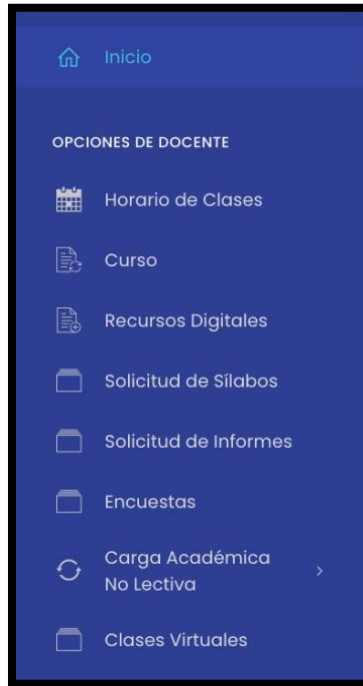 Inicio
OPCIONES DE DOCENTE
Horario de Clases
Curso
Recursos Digitales
Solicitud de Sílabos
Solicitud de Informes
Encuestas
Carga Académica
No Lectiva
Clases Virtuales